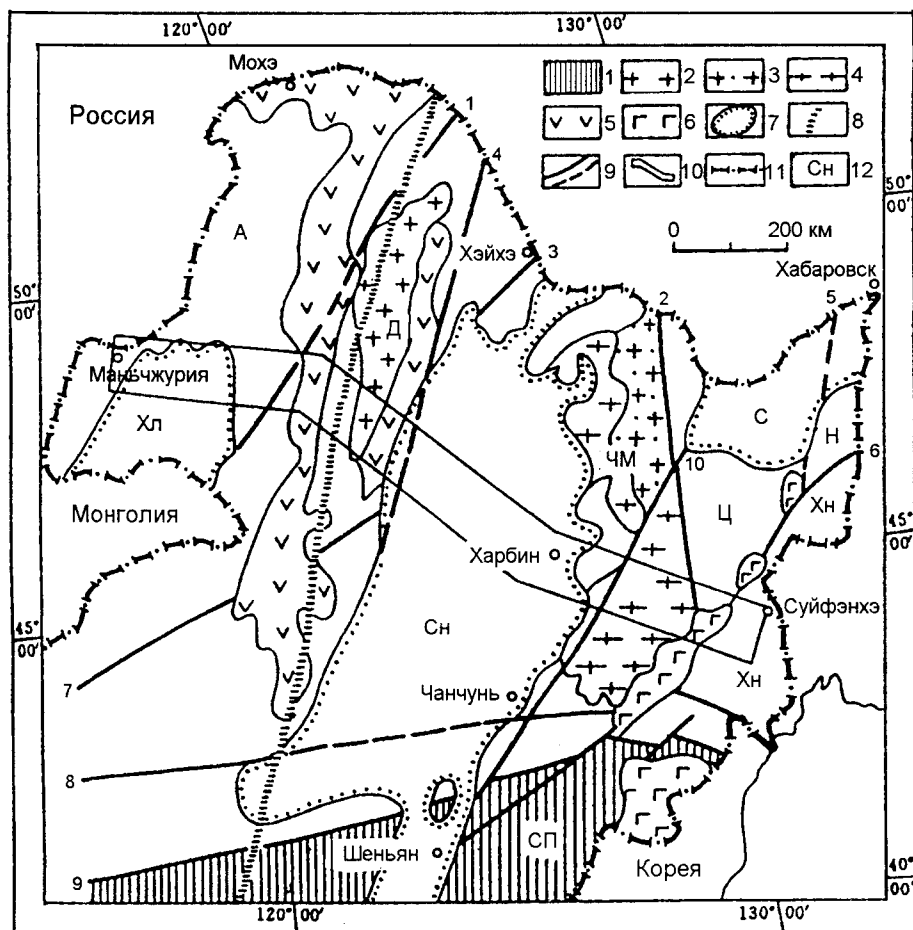 120° 00′
130° 00′
Мохэ
Россия
1
4
1
2
3
4
5
6
7
8
9
10
11
Сн 12
50° 00′
0 200 км
А
Хэйхэ
3
Хабаровск
2
5
50° 00′
Д
Маньчжурия
Хл
ЧМ
С
Н
10
6
Монголия
Ц
Хн
45° 00′
Харбин
Суйфэнхэ
45° 00′
Сн
7
Чанчунь
Хн
8
СП
Шеньян
Корея
9
40° 00′
120° 00′
130° 00′